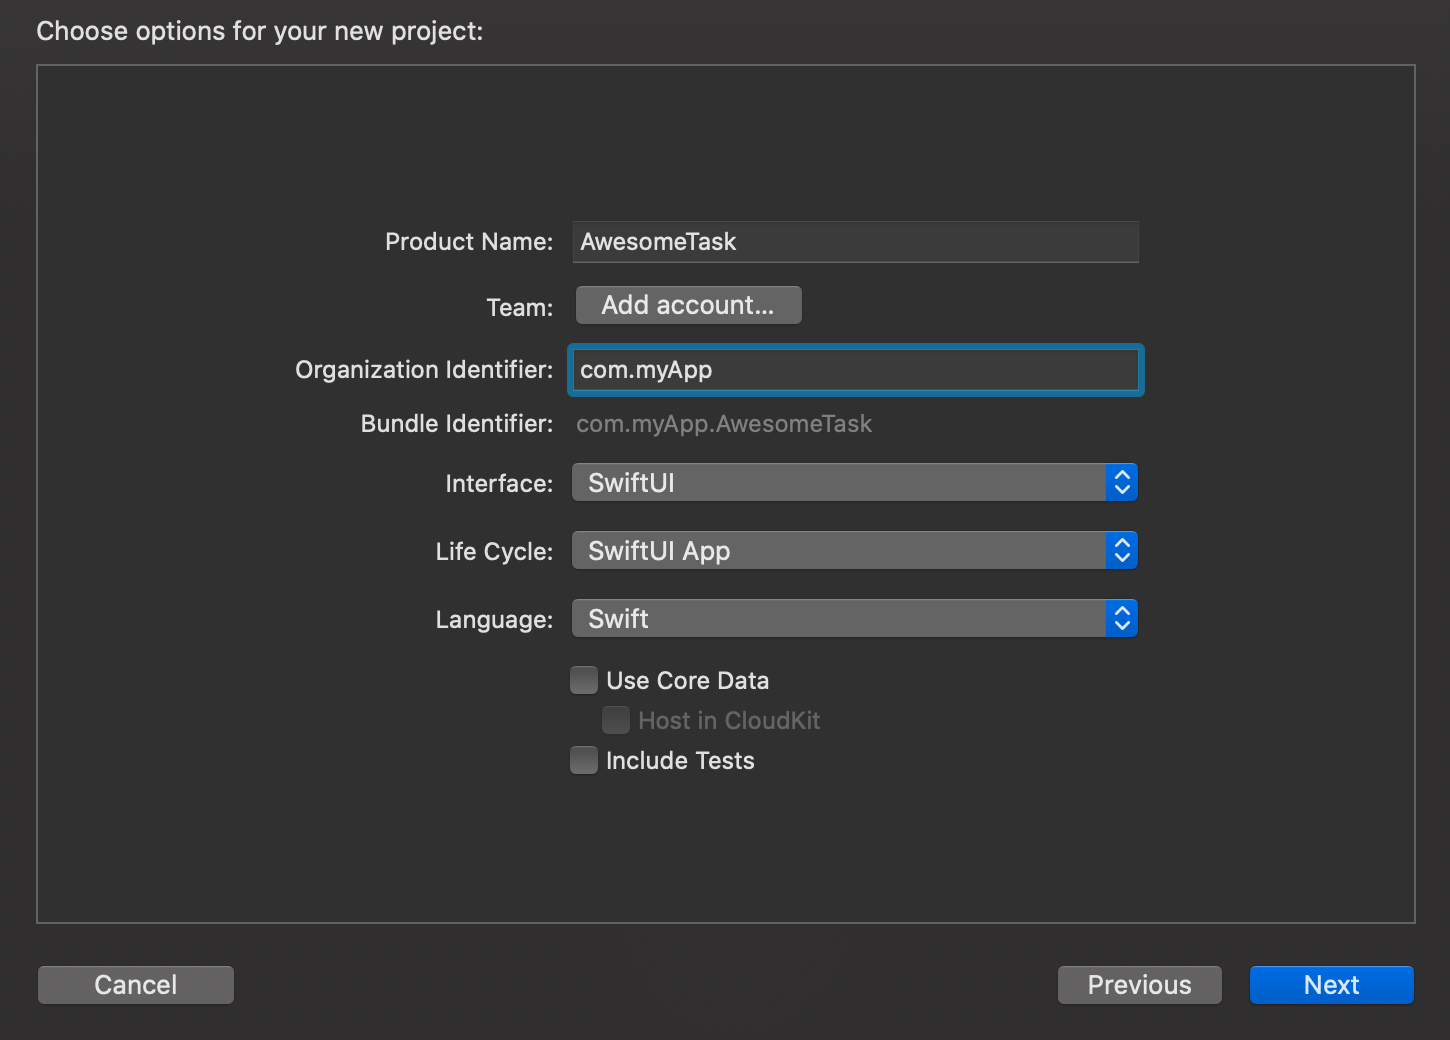 Choose options for your new project:
Product Name: AwesomeTask
Team: Add account...
Organization Identifier: com.myApp
Bundle Identifier: com.myApp.AwesomeTask
Interface: SwiftUI
Life Cycle: SwiftUI App
Language: Swift
Use Core Data
Host in CloudKit
Include Tests
Cancel Previous Next